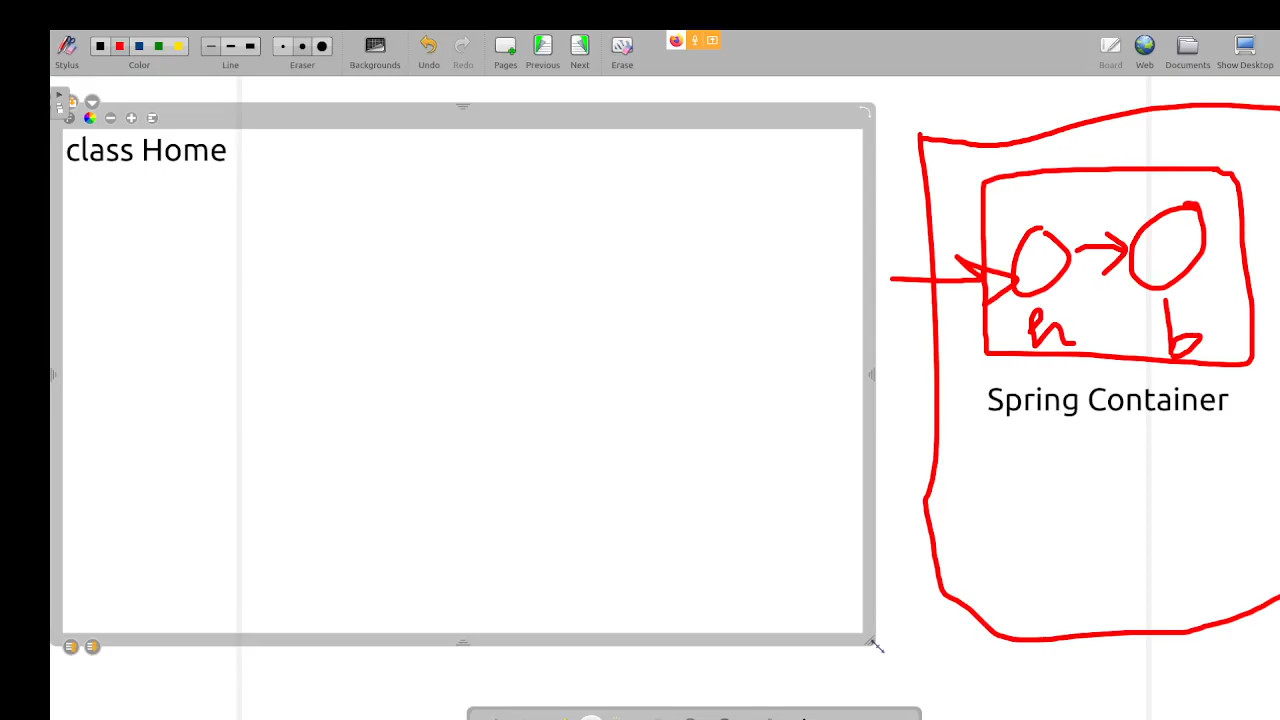 Stylus
Color
Line
Eraser
Backgrounds
Undo
Redo
Pages
Previous
Next
Erase
Board
Web
Documents
Show Desktop
class Home
h
b
Spring Container